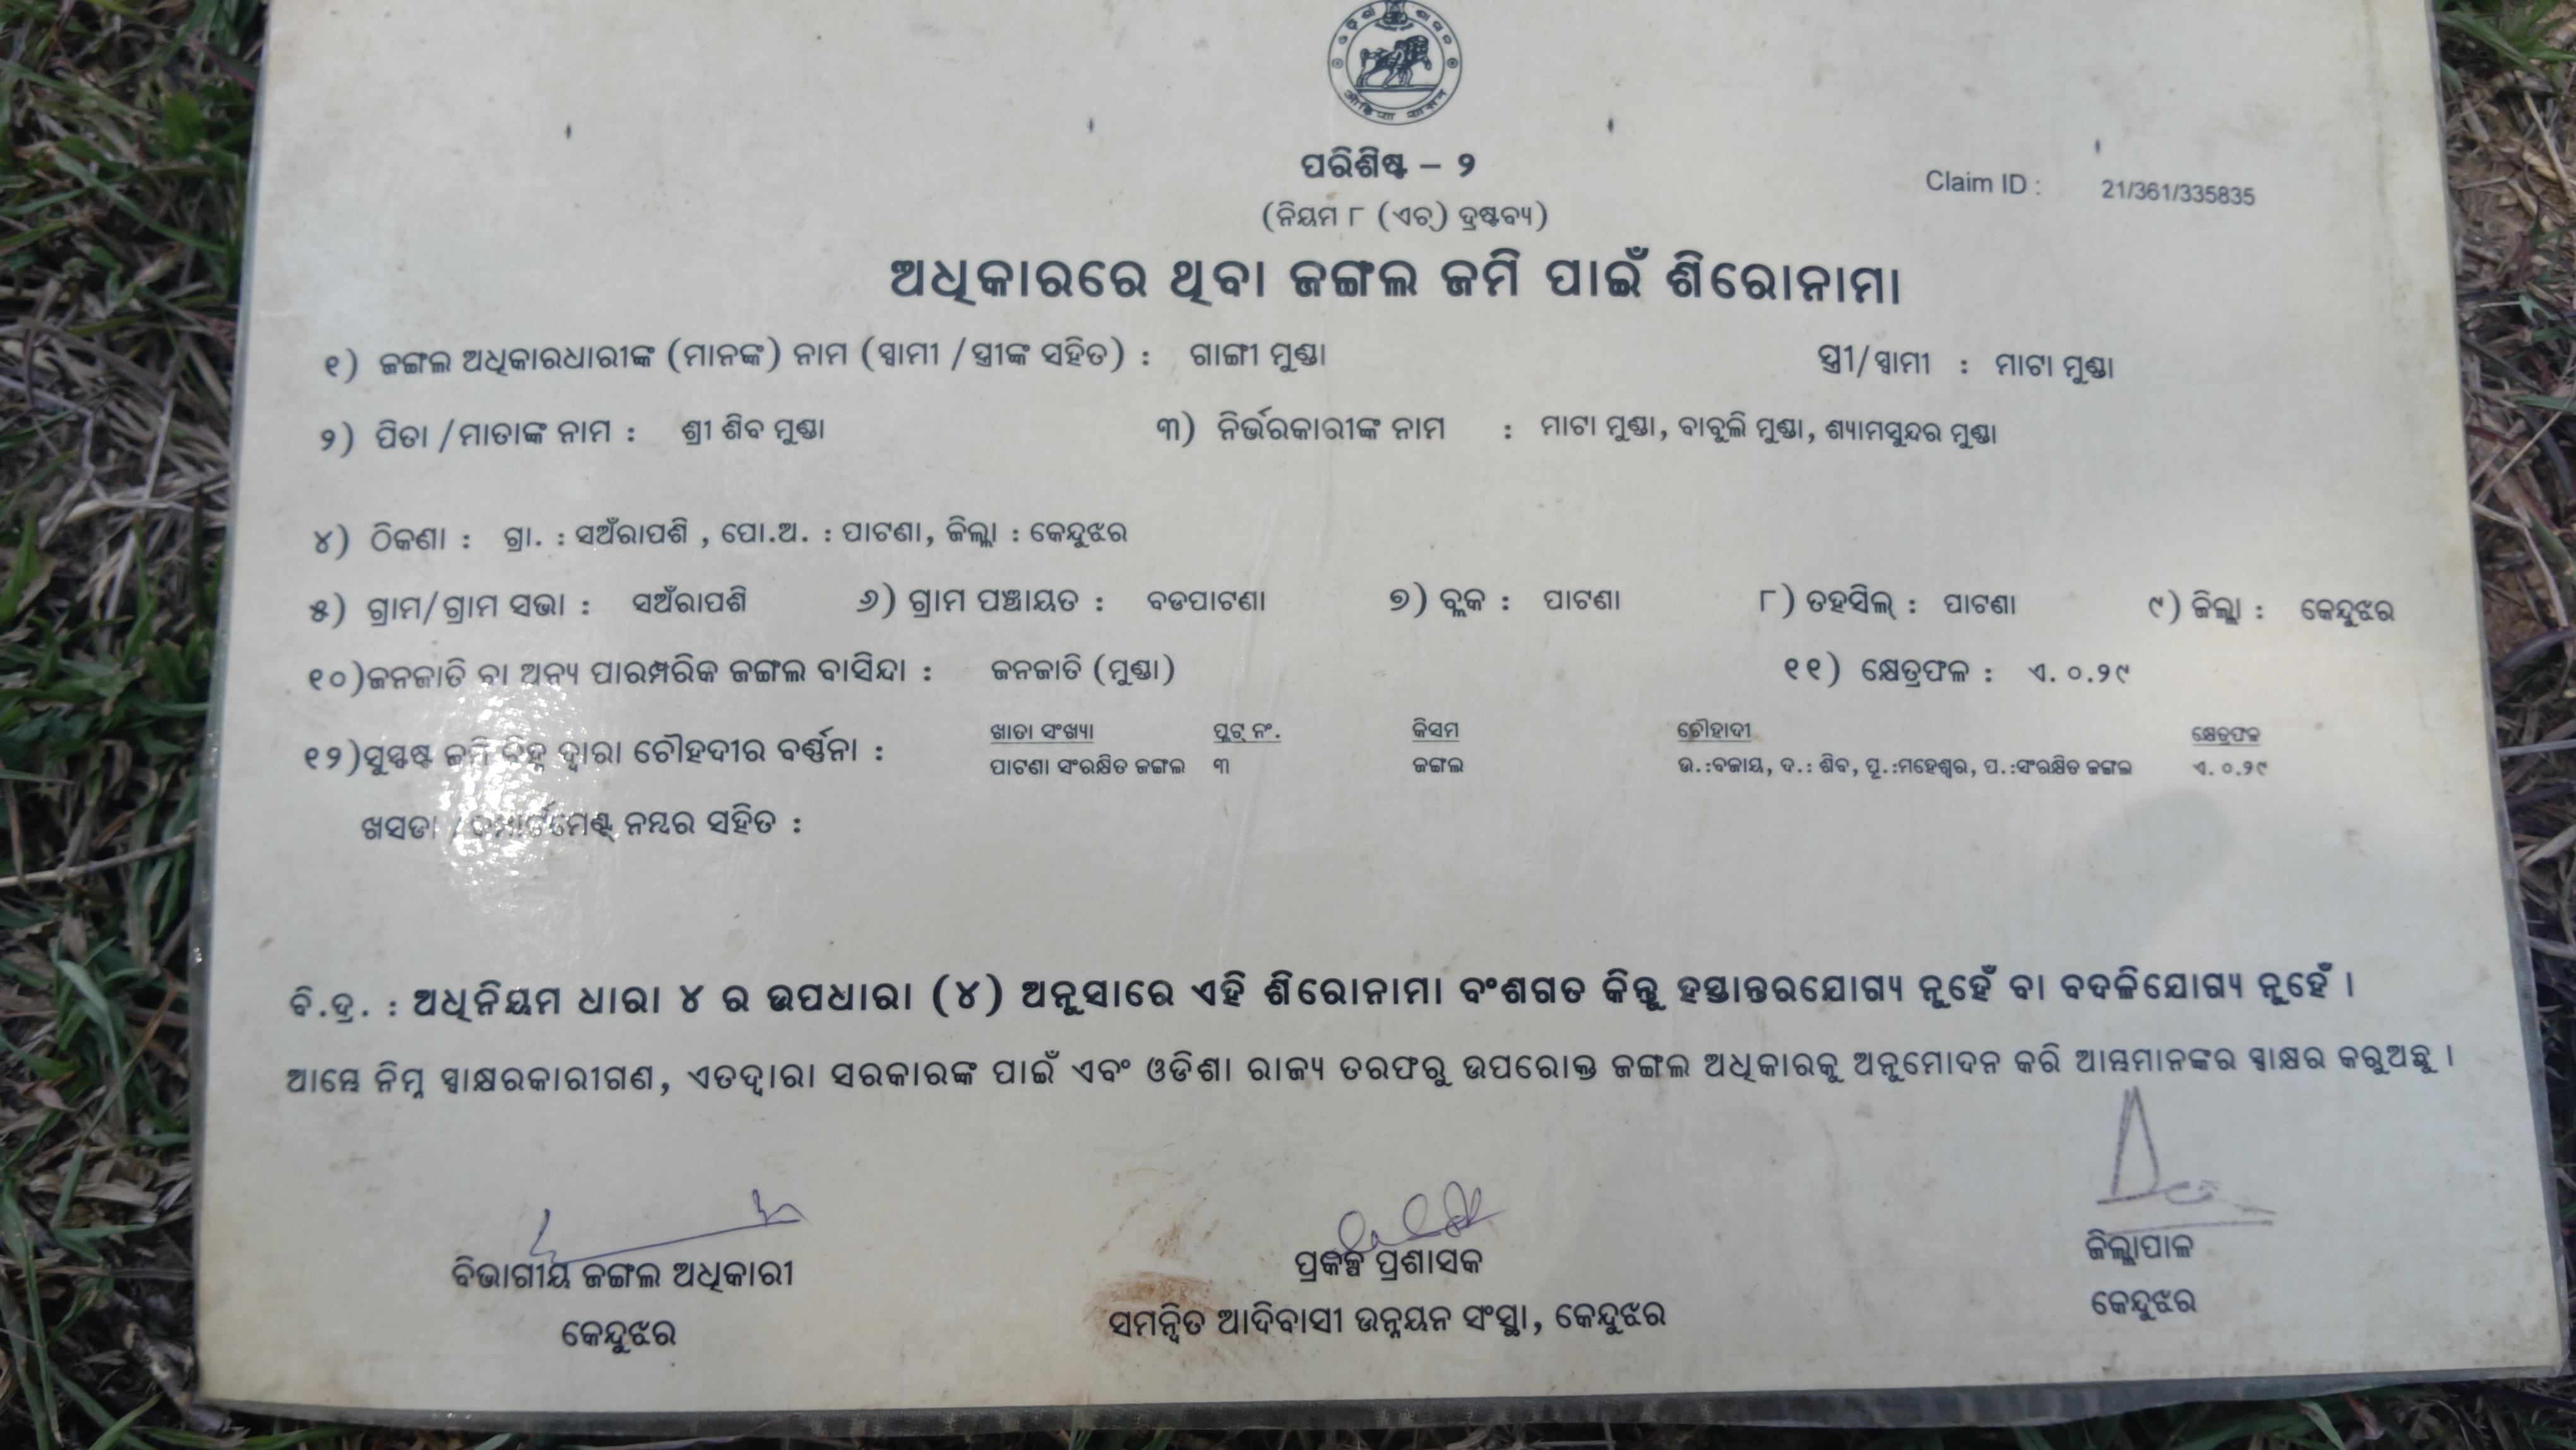 ଓଡ଼ିଶା ଶାସନ
ओड़िशा शासन
ପରିଶିଷ୍ଟ – ୨
Claim ID : 21/361/335835
(ନିୟମ ୮ (ଏଚ୍) ଦ୍ରଷ୍ଟବ୍ୟ)
ଅଧିକାରରେ ଥିବା ଜଙ୍ଗଲ ଜମି ପାଇଁ ଶିରୋନାମା
୧) ଜଙ୍ଗଲ ଅଧିକାରଧାରୀଙ୍କ (ମାନଙ୍କ) ନାମ (ସ୍ଵାମୀ /ସ୍ତ୍ରୀଙ୍କ ସହିତ) : ଗାଙ୍ଗୀ ମୁଣ୍ଡା ସ୍ତ୍ରୀ/ସ୍ଵାମୀ : ମାଟା ମୁଣ୍ଡା
୨) ପିତା /ମାତାଙ୍କ ନାମ : ଶ୍ରୀ ଶିବ ମୁଣ୍ଡା ୩) ନିର୍ଭରକାରୀଙ୍କ ନାମ : ମାଟା ମୁଣ୍ଡା, ବାବୁଲି ମୁଣ୍ଡା, ଶ୍ୟାମସୁନ୍ଦର ମୁଣ୍ଡା
୪) ଠିକଣା : ଗ୍ରା. : ସଅଁରାପଶି , ପୋ.ଅ. : ପାଟଣା, ଜିଲ୍ଲା : କେନ୍ଦୁଝର
୫) ଗ୍ରାମ/ଗ୍ରାମ ସଭା : ସଅଁରାପଶି ୬) ଗ୍ରାମ ପଞ୍ଚାୟତ : ବଡପାଟଣା ୭) ବ୍ଲକ : ପାଟଣା ୮) ତହସିଲ୍ : ପାଟଣା ୯) ଜିଲ୍ଲା : କେନ୍ଦୁଝର
୧୦)ଜନଜାତି ବା ଅନ୍ୟ ପାରମ୍ପରିକ ଜଙ୍ଗଲ ବାସିନ୍ଦା : ଜନଜାତି (ମୁଣ୍ଡା) ୧୧) କ୍ଷେତ୍ରଫଳ : ଏ. ୦.୨୯
ଖାତା ସଂଖ୍ୟା ପ୍ଲଟ୍ ନଂ. କିସମ ଚୌହାଦୀ କ୍ଷେତ୍ରଫଳ
୧୨)ସୁସ୍ପଷ୍ଟ ଜମି ଚିହ୍ନ ଦ୍ଵାରା ଚୌହଦୀର ବର୍ଣ୍ଣନା : ପାଟଣା ସଂରକ୍ଷିତ ଜଙ୍ଗଲ ୩ ଜଙ୍ଗଲ ଉ.:ବଜାୟ, ଦ.: ଶିବ, ପୂ.:ମହେଶ୍ଵର, ପ.:ସଂରକ୍ଷିତ ଜଙ୍ଗଲ ଏ. ୦.୨୯
ଖସଡା / କମ୍ପାର୍ଟମେଣ୍ଟ୍ ନମ୍ବର ସହିତ :
ବି.ଦ୍ର. : ଅଧିନିୟମ ଧାରା ୪ ର ଉପଧାରା (୪) ଅନୁସାରେ ଏହି ଶିରୋନାମା ବଂଶଗତ କିନ୍ତୁ ହସ୍ତାନ୍ତରଯୋଗ୍ୟ ନୁହେଁ ବା ବଦଳିଯୋଗ୍ୟ ନୁହେଁ ।
ଆମ୍ଭେ ନିମ୍ନ ସ୍ଵାକ୍ଷରକାରୀଗଣ, ଏତଦ୍ଵାରା ସରକାରଙ୍କ ପାଇଁ ଏବଂ ଓଡିଶା ରାଜ୍ୟ ତରଫରୁ ଉପରୋକ୍ତ ଜଙ୍ଗଲ ଅଧିକାରକୁ ଅନୁମୋଦନ କରି ଆମ୍ଭମାନଙ୍କର ସ୍ଵାକ୍ଷର କରୁଅଛୁ ।
ବିଭାଗୀୟ ଜଙ୍ଗଲ ଅଧିକାରୀ
କେନ୍ଦୁଝର
ପ୍ରକଳ୍ପ ପ୍ରଶାସକ
ସମନ୍ଵିତ ଆଦିବାସୀ ଉନ୍ନୟନ ସଂସ୍ଥା, କେନ୍ଦୁଝର
ଜିଲ୍ଲାପାଳ
କେନ୍ଦୁଝର